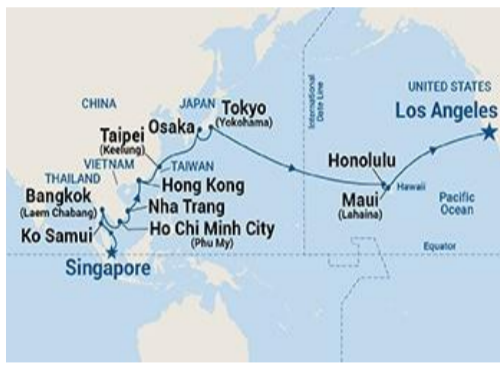 CHINA
JAPAN
Tokyo
(Yokohama)
Osaka
Taipei
(Keelung)
TAIWAN
VIETNAM
THAILAND
Hong Kong
Bangkok
(Laem Chabang)
Nha Trang
Ko Samui
Ho Chi Minh City
(Phu My)
Singapore
International
Date Line
UNITED STATES
Los Angeles
Honolulu
Hawaii
Maui
(Lahaina)
Pacific
Ocean
Equator